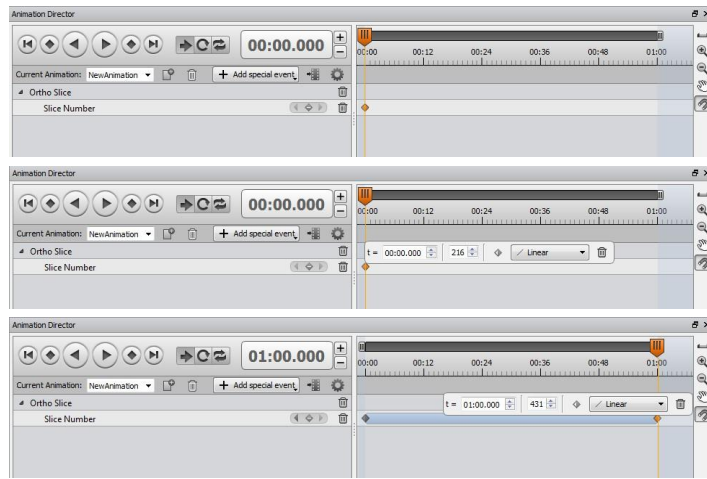 Animation Director
00:00.000
00:00 00:12 00:24 00:36 00:48 01:00
Current Animation: NewAnimation + Add special event
Ortho Slice
Slice Number
Animation Director
00:00.000
00:00 00:12 00:24 00:36 00:48 01:00
Current Animation: NewAnimation + Add special event
Ortho Slice
t = 00:00.000 216 Linear
Slice Number
Animation Director
01:00.000
00:00 00:12 00:24 00:36 00:48 01:00
Current Animation: NewAnimation + Add special event
Ortho Slice
t = 01:00.000 431 Linear
Slice Number